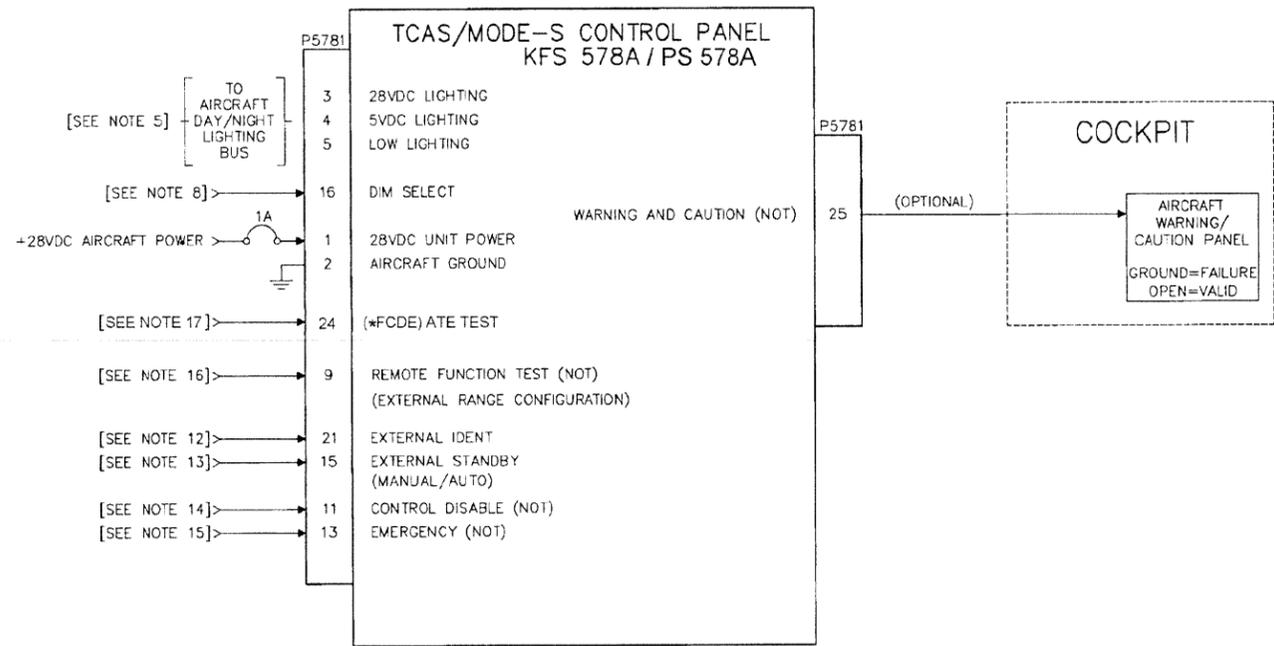 TCAS/MODE-S CONTROL PANEL
KFS 578A / PS 578A
P5781
[SEE NOTE 5]
TO
AIRCRAFT
DAY/NIGHT
LIGHTING
BUS
3 28VDC LIGHTING
4 5VDC LIGHTING
5 LOW LIGHTING
[SEE NOTE 8]> 16 DIM SELECT
1A
+28VDC AIRCRAFT POWER > 1 28VDC UNIT POWER
2 AIRCRAFT GROUND
[SEE NOTE 17]> 24 (*FCDE) ATE TEST
[SEE NOTE 16]> 9 REMOTE FUNCTION TEST (NOT)
(EXTERNAL RANGE CONFIGURATION)
[SEE NOTE 12]> 21 EXTERNAL IDENT
[SEE NOTE 13]> 15 EXTERNAL STANDBY
(MANUAL/AUTO)
[SEE NOTE 14]> 11 CONTROL DISABLE (NOT)
[SEE NOTE 15]> 13 EMERGENCY (NOT)
P5781
WARNING AND CAUTION (NOT) 25
(OPTIONAL)
COCKPIT
AIRCRAFT
WARNING/
CAUTION PANEL
GROUND=FAILURE
OPEN=VALID